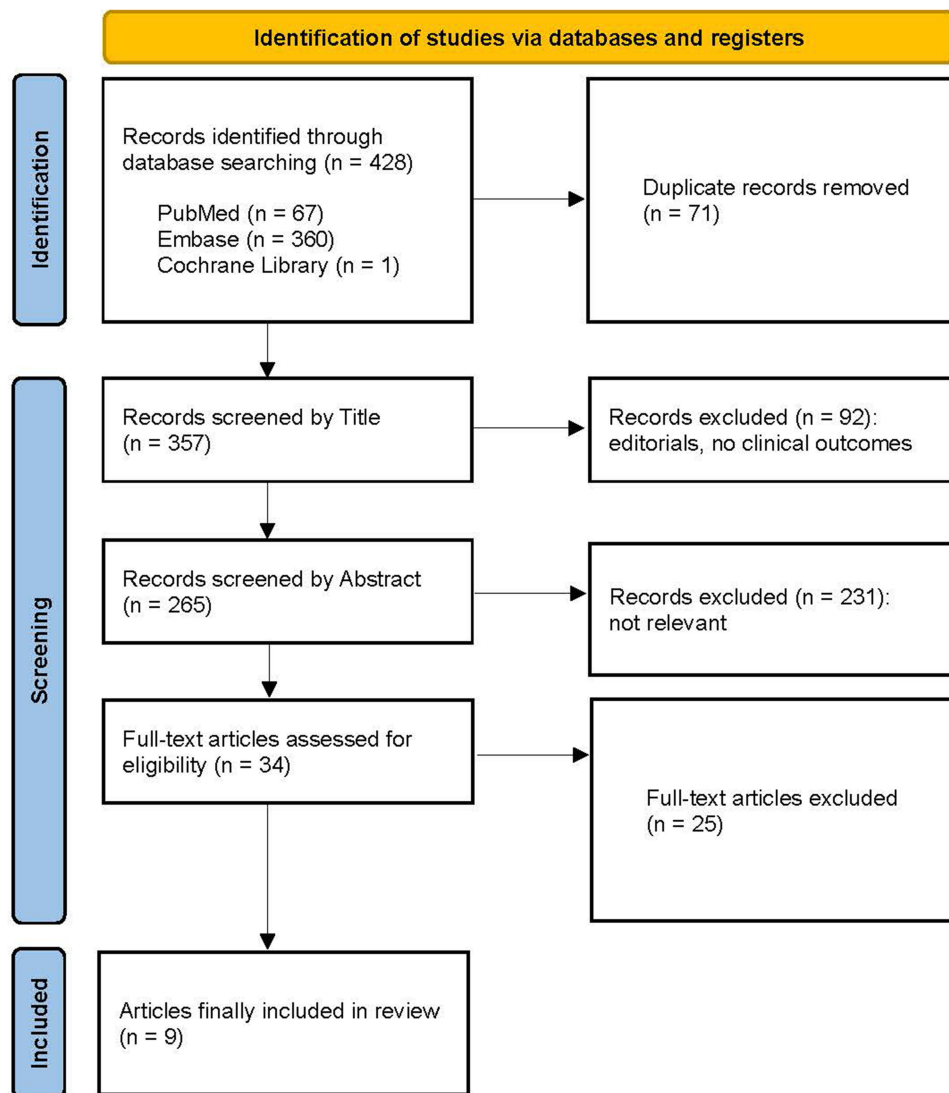 Identification of studies via databases and registers
Identification
Records identified through
database searching (n = 428)
PubMed (n = 67)
Embase (n = 360)
Cochrane Library (n = 1)
Duplicate records removed
(n = 71)
Screening
Records screened by Title
(n = 357)
Records excluded (n = 92):
editorials, no clinical outcomes
Records screened by Abstract
(n = 265)
Records excluded (n = 231):
not relevant
Full-text articles assessed for
eligibility (n = 34)
Full-text articles excluded
(n = 25)
Included
Articles finally included in review
(n = 9)